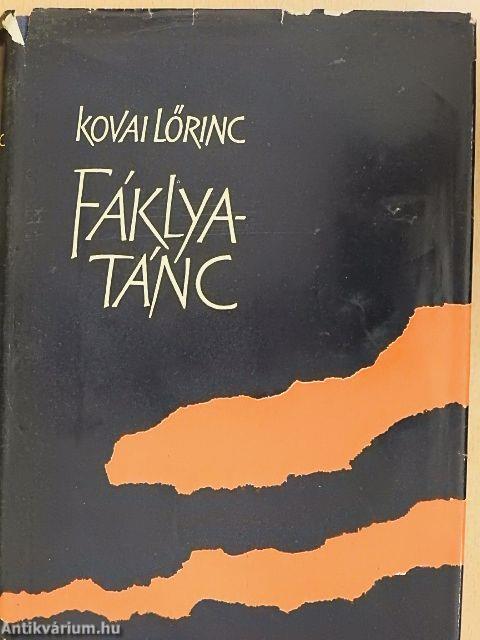 KOVAI LŐRINC
FÁKLYA-
TÁNC
Antikvárium.hu